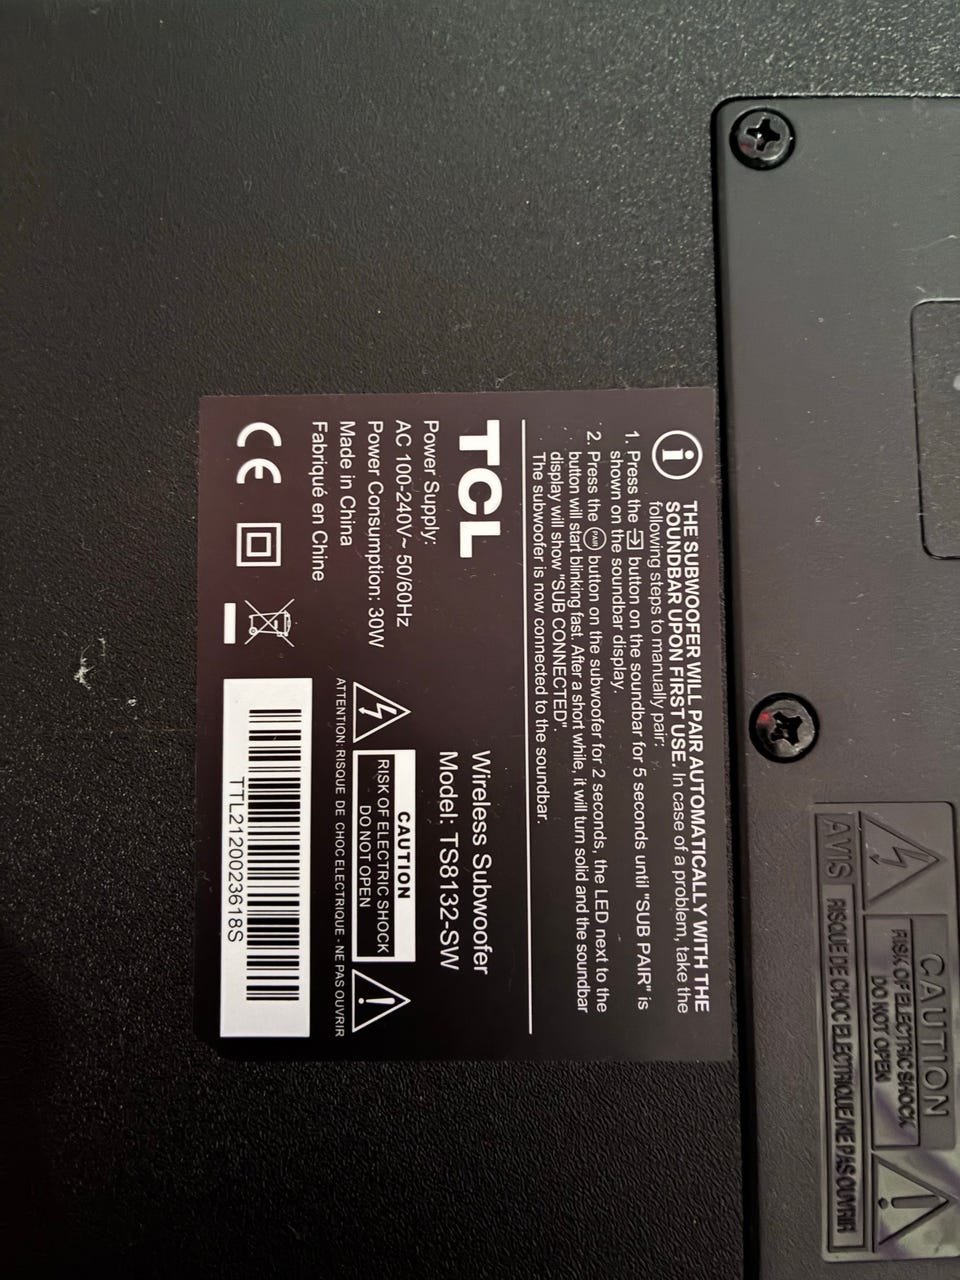 THE SUBWOOFER WILL PAIR AUTOMATICALLY WITH THE
SOUNDBAR UPON FIRST USE. In case of a problem, take the
following steps to manually pair:
1. Press the button on the soundbar for 5 seconds until "SUB PAIR" is
shown on the soundbar display.
2. Press the PAIR button on the subwoofer for 2 seconds, the LED next to the
button will start blinking fast. After a short while, it will turn solid and the soundbar
display will show "SUB CONNECTED".
The subwoofer is now connected to the soundbar.
TCL
Wireless Subwoofer
Model: TS8132-SW
Power Supply:
AC 100-240V~ 50/60Hz
Power Consumption: 30W
Made in China
Fabriqué en Chine
CE
CAUTION
RISK OF ELECTRIC SHOCK
DO NOT OPEN
ATTENTION: RISQUE DE CHOC ELECTRIQUE - NE PAS OUVRIR
TTL2120023618S
CAUTION
RISK OF ELECTRIC SHOCK
DO NOT OPEN
AVIS
RISQUE DE CHOC ELECTRIQUE/NE PAS OUVRIR